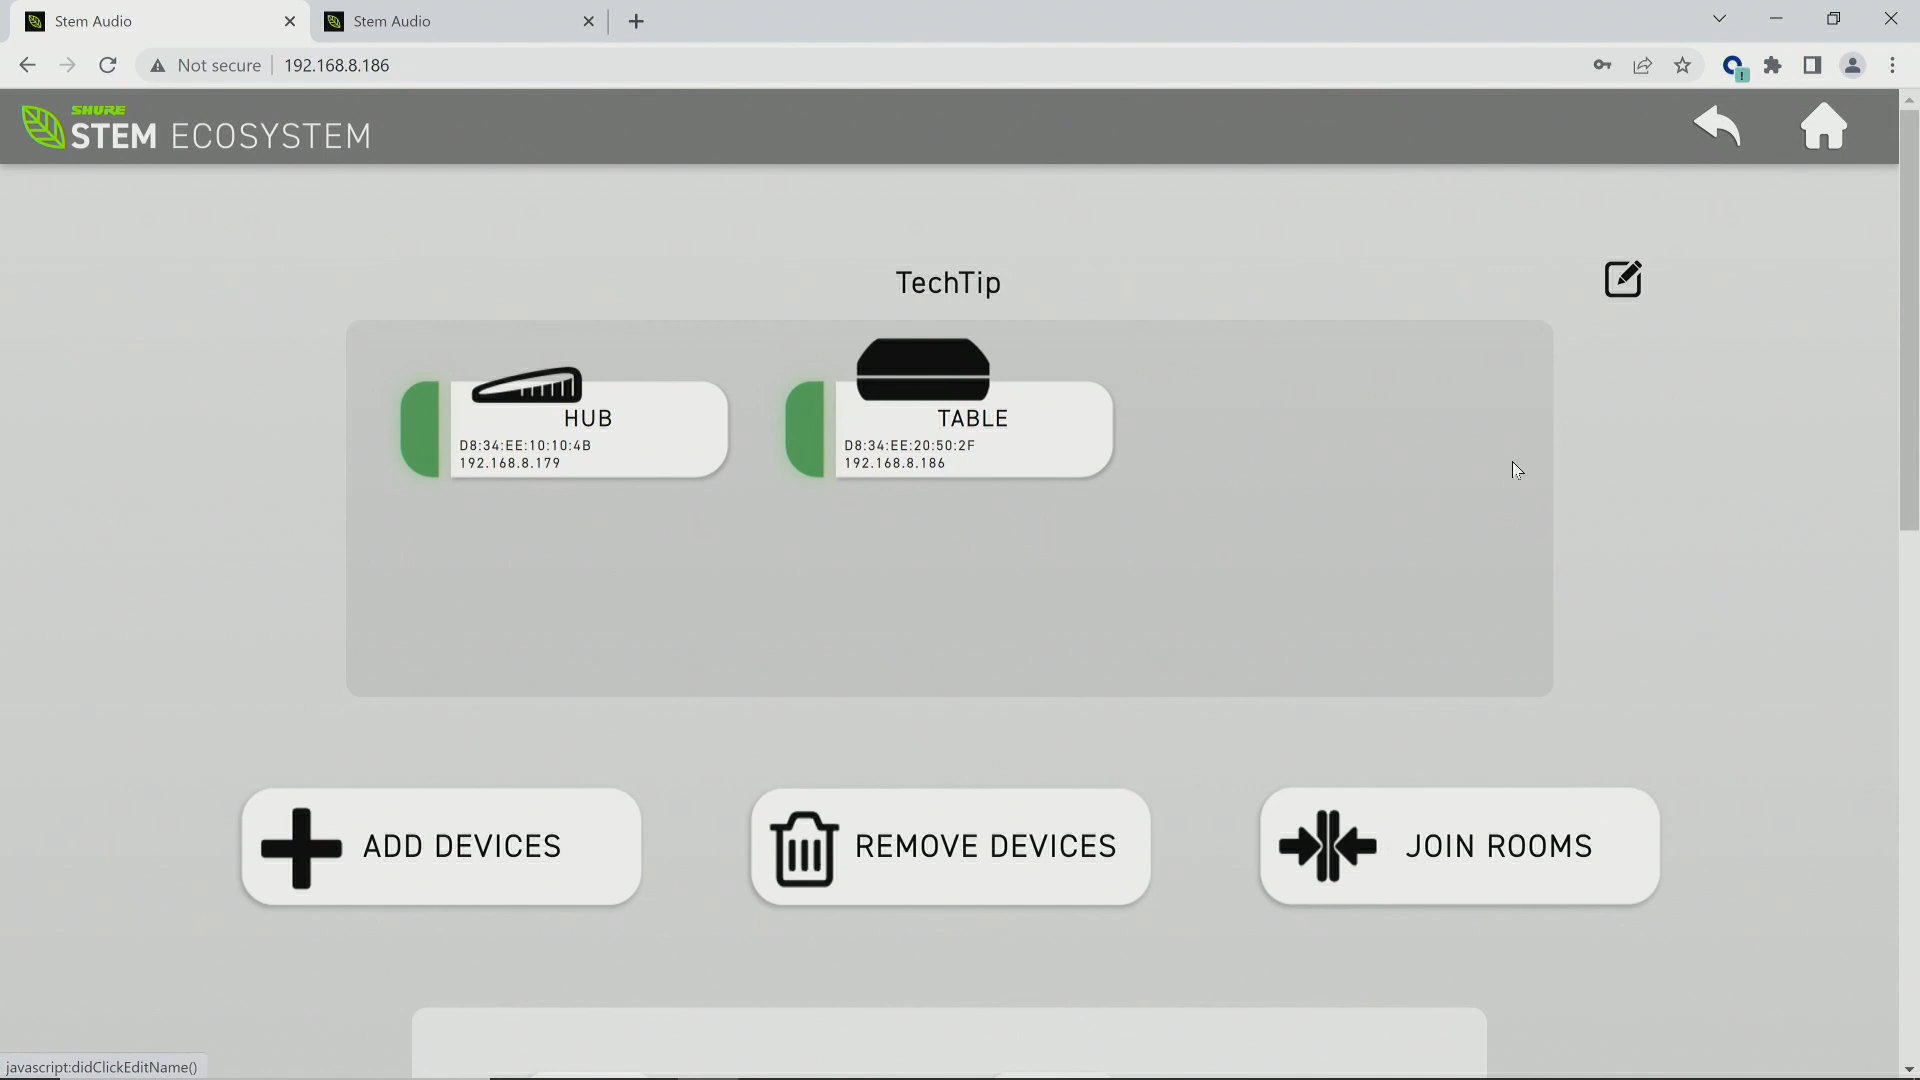 Stem Audio
Stem Audio
Not secure
192.168.8.186
SHURE
STEM ECOSYSTEM
TechTip
HUB
D8:34:EE:10:10:4B
192.168.8.179
TABLE
D8:34:EE:20:50:2F
192.168.8.186
ADD DEVICES
REMOVE DEVICES
JOIN ROOMS
javascript:didClickEditName()